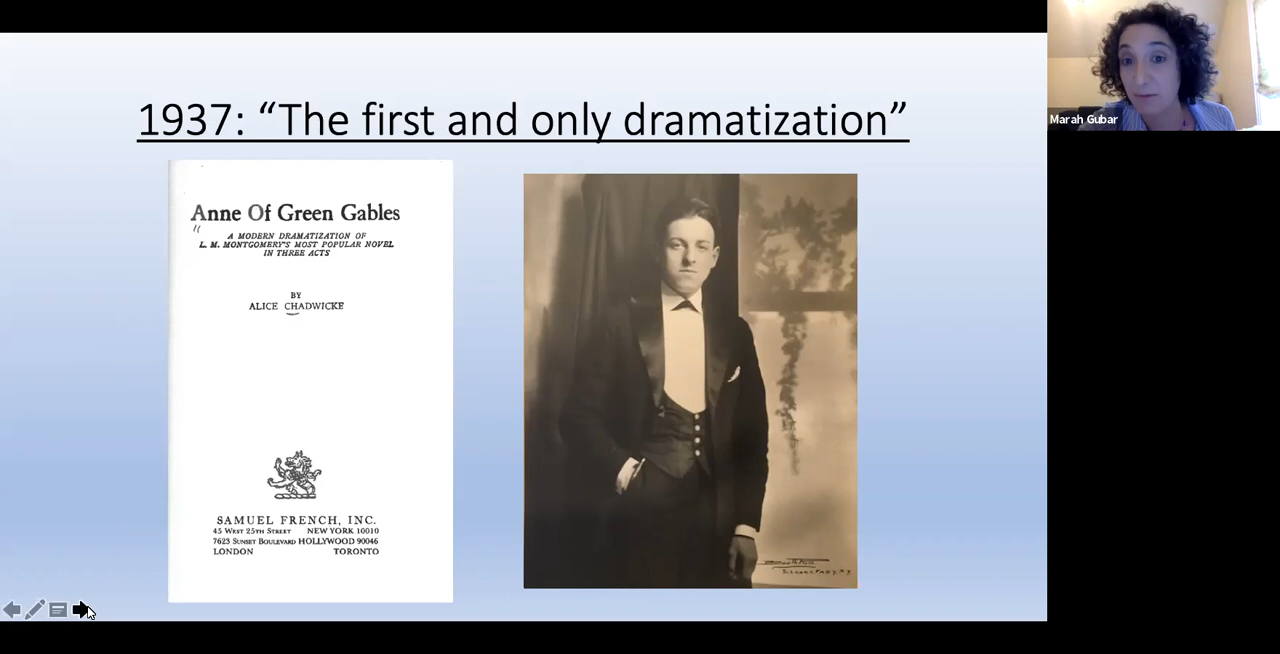 1937: “The first and only dramatization”
Anne Of Green Gables
A MODERN DRAMATIZATION OF
L. M. MONTGOMERY'S MOST POPULAR NOVEL
IN THREE ACTS
BY
ALICE CHADWICKE
SAMUEL FRENCH, INC.
45 WEST 25TH STREET NEW YORK 10010
7623 SUNSET BOULEVARD HOLLYWOOD 90046
LONDON TORONTO
Marah Gubar